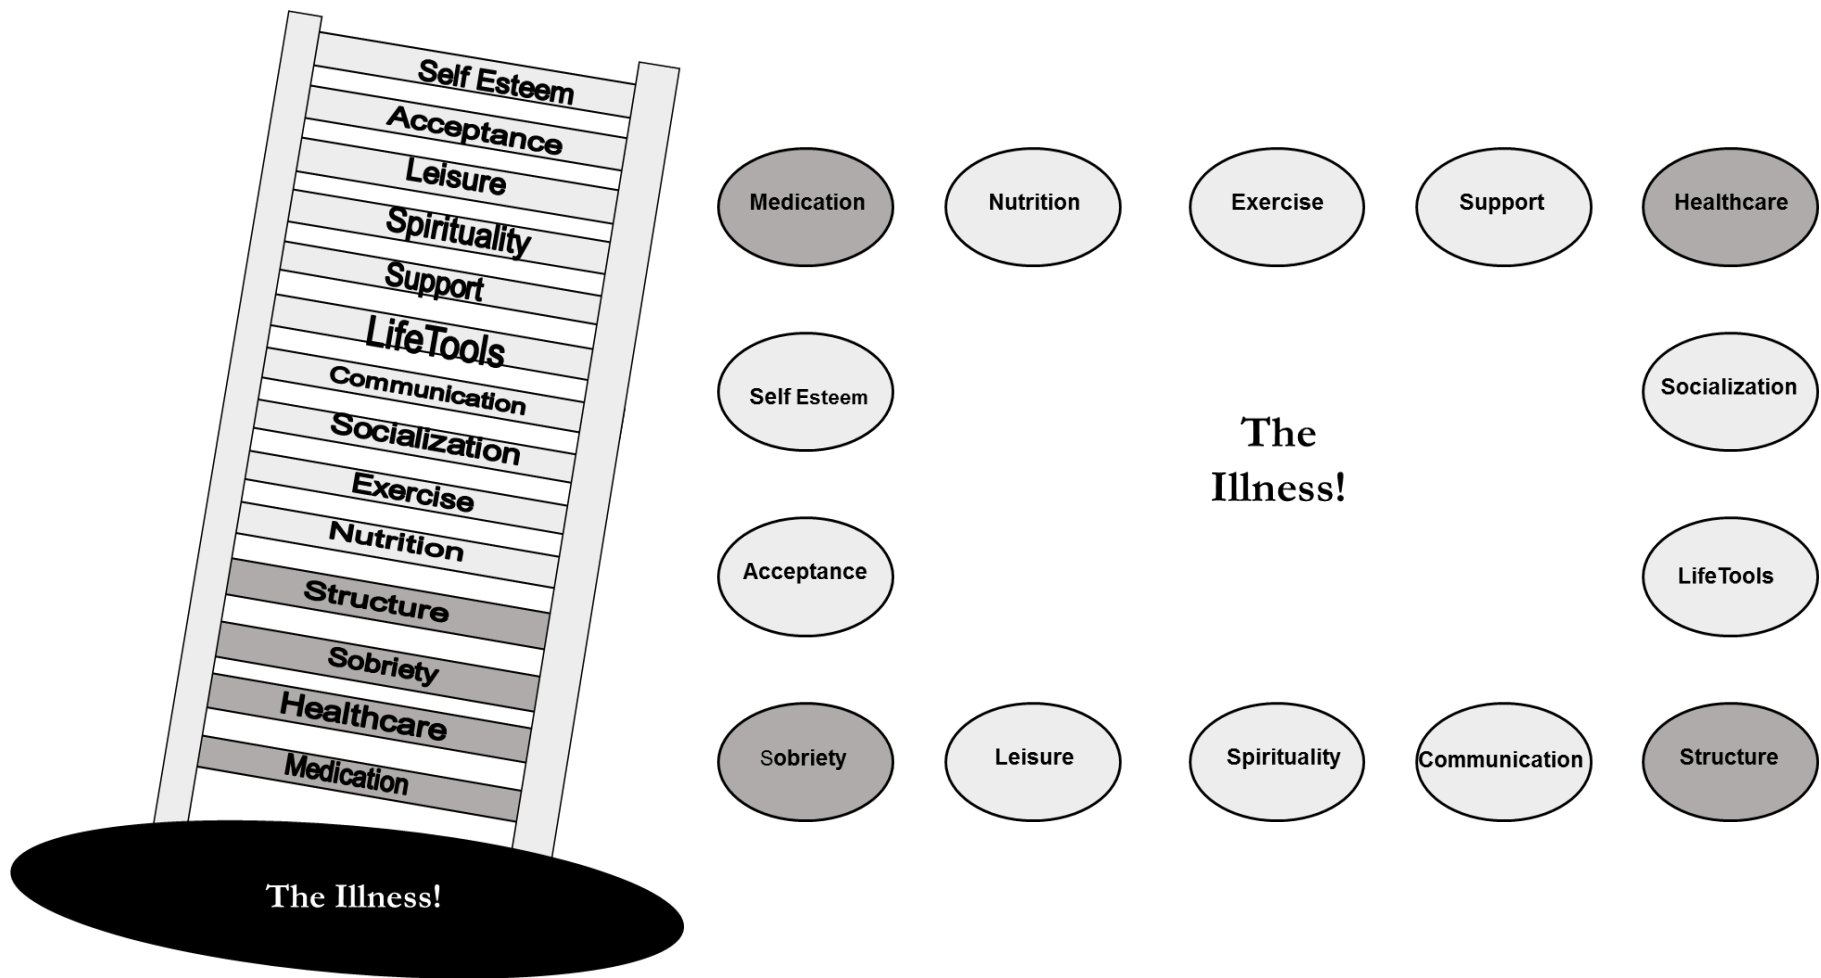 Self Esteem
Acceptance
Leisure
Spirituality
Support
LifeTools
Communication
Socialization
Exercise
Nutrition
Structure
Sobriety
Healthcare
Medication
The Illness!
Medication
Nutrition
Exercise
Support
Healthcare
Self Esteem
Socialization
The
Illness!
Acceptance
LifeTools
Sobriety
Leisure
Spirituality
Communication
Structure